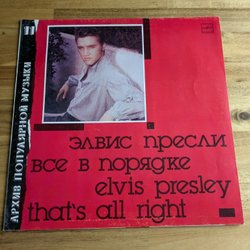 11
АРХИВ ПОПУЛЯРНОЙ МУЗЫКИ
ЭЛВИС ПРЕСЛИ
ВСЕ В ПОРЯДКЕ
elvis presley
that's all right